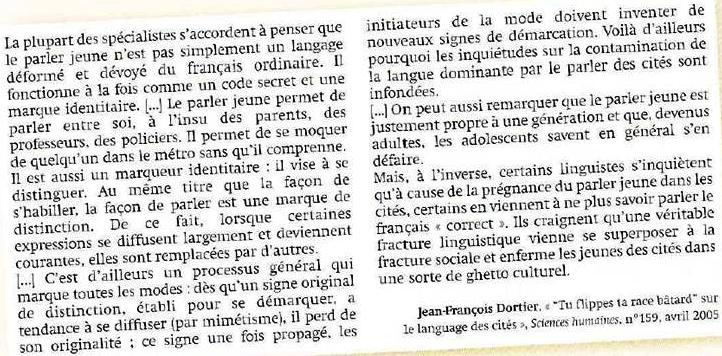 La plupart des spécialistes s'accordent à penser que
le parler jeune n'est pas simplement un langage
déformé et dévoyé du français ordinaire. Il
fonctionne à la fois comme un code secret et une
marque identitaire. [...] Le parler jeune permet de
parler entre soi, à l'insu des parents, des
professeurs, des policiers. Il permet de se moquer
de quelqu'un dans le métro sans qu'il comprenne.
Il est aussi un marqueur identitaire : il vise à se
distinguer. Au même titre que la façon de
s'habiller, la façon de parler est une marque de
distinction. De ce fait, lorsque certaines
expressions se diffusent largement et deviennent
courantes, elles sont remplacées par d'autres.
[...] C'est d'ailleurs un processus général qui
marque toutes les modes : dès qu'un signe original
de distinction, établi pour se démarquer, a
tendance à se diffuser (par mimétisme), il perd de
son originalité ; ce signe une fois propagé, les
initiateurs de la mode doivent inventer de
nouveaux signes de démarcation. Voilà d'ailleurs
pourquoi les inquiétudes sur la contamination de
la langue dominante par le parler des cités sont
infondées.
[...] On peut aussi remarquer que le parler jeune est
justement propre à une génération et que, devenus
adultes, les adolescents savent en général s'en
défaire.
Mais, à l'inverse, certains linguistes s'inquiètent
qu'à cause de la prégnance du parler jeune dans les
cités, certains en viennent à ne plus savoir parler le
français « correct ». Ils craignent qu'une véritable
fracture linguistique vienne se superposer à la
fracture sociale et enferme les jeunes des cités dans
une sorte de ghetto culturel.
Jean-François Dortier, « "Tu flippes ta race bâtard" sur
le language des cités », Sciences humaines, n°159, avril 2005